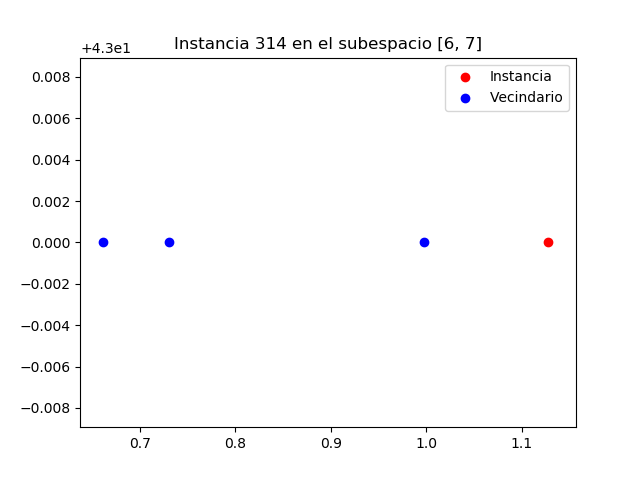 Instancia 314 en el subespacio [6, 7]
+4.3e1
0.008
0.006
0.004
0.002
0.000
−0.002
−0.004
−0.006
−0.008
0.7 0.8 0.9 1.0 1.1
Instancia
Vecindario